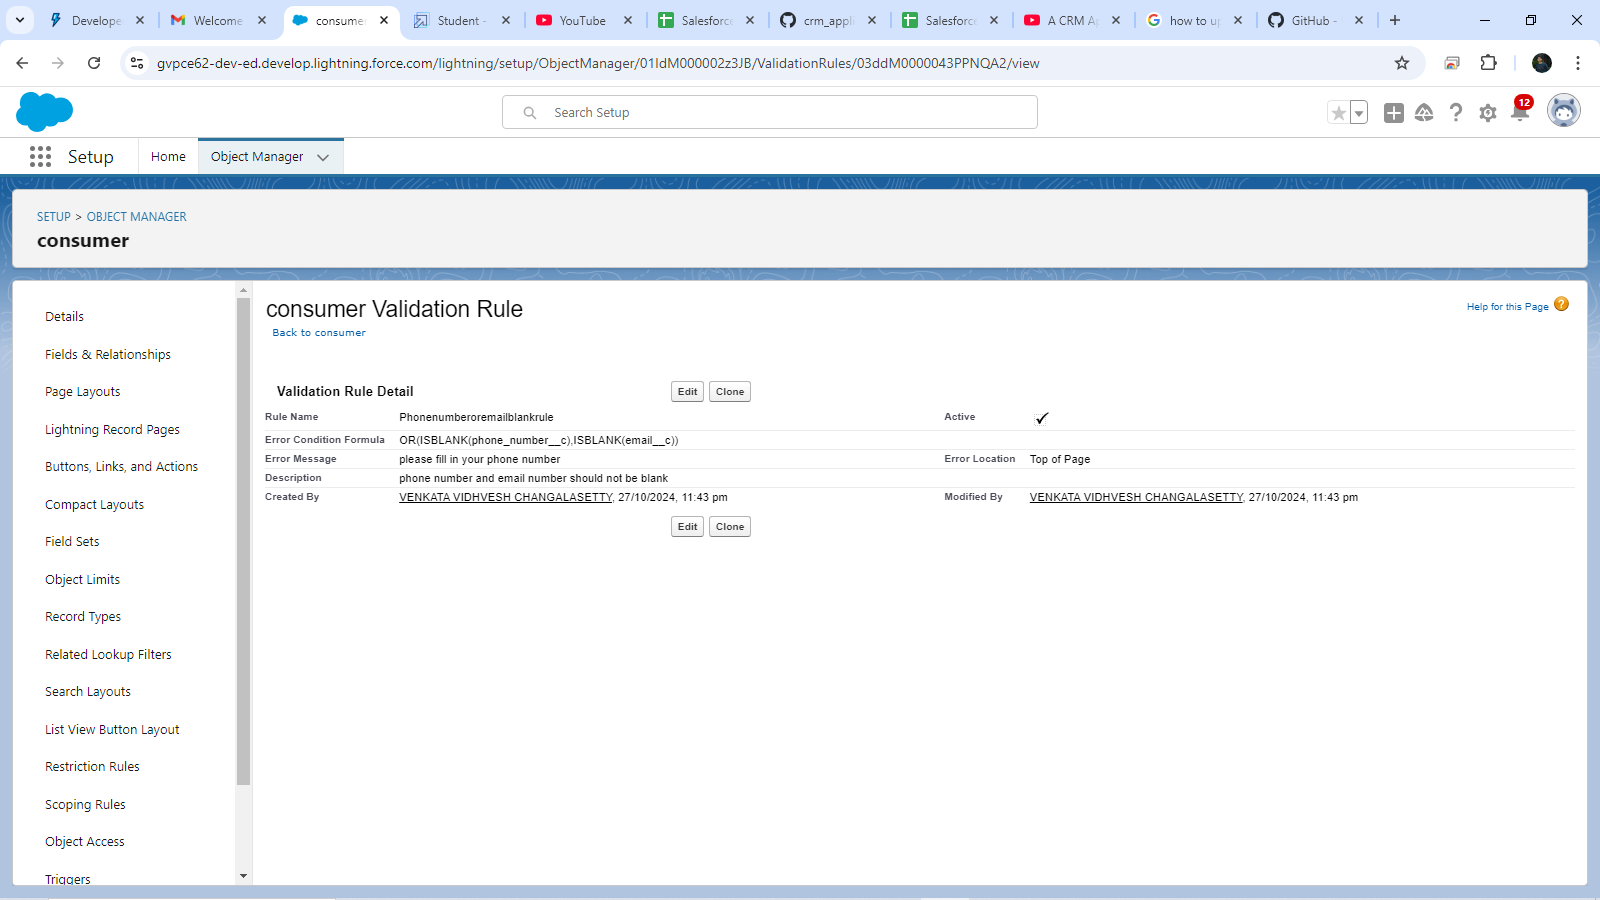 Develope
Welcome
consumer
Student -
YouTube
Salesforce
crm_appli
Salesforce
A CRM Ap
how to up
GitHub -
gvpce62-dev-ed.develop.lightning.force.com/lightning/setup/ObjectManager/01IdM000002z3JB/ValidationRules/03ddM0000043PPNQA2/view
Search Setup
12
Setup
Home
Object Manager
SETUP > OBJECT MANAGER
consumer
Details
Fields & Relationships
Page Layouts
Lightning Record Pages
Buttons, Links, and Actions
Compact Layouts
Field Sets
Object Limits
Record Types
Related Lookup Filters
Search Layouts
List View Button Layout
Restriction Rules
Scoping Rules
Object Access
Triggers
consumer Validation Rule
Help for this Page
Back to consumer
Validation Rule Detail
Edit Clone
Rule Name Phonenumberoremailblankrule Active
Error Condition Formula OR(ISBLANK(phone_number__c),ISBLANK(email__c))
Error Message please fill in your phone number Error Location Top of Page
Description phone number and email number should not be blank
Created By VENKATA VIDHVESH CHANGALASETTY, 27/10/2024, 11:43 pm Modified By VENKATA VIDHVESH CHANGALASETTY, 27/10/2024, 11:43 pm
Edit Clone